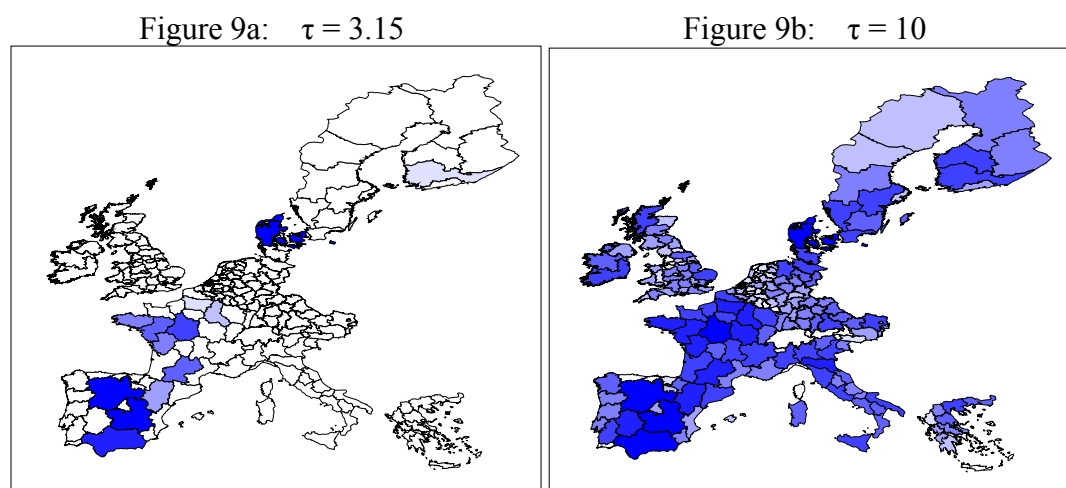 Figure 9a: τ = 3.15
Figure 9b: τ = 10